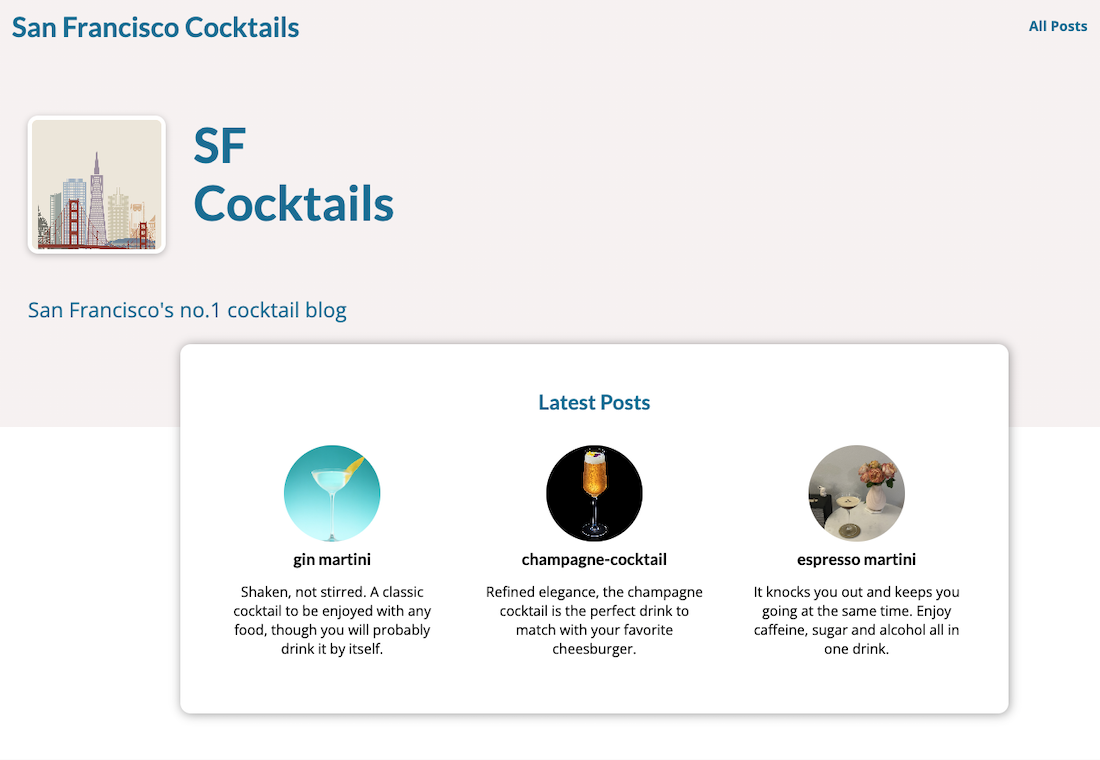 San Francisco Cocktails
All Posts
SF
Cocktails
San Francisco's no.1 cocktail blog
Latest Posts
gin martini
Shaken, not stirred. A classic
cocktail to be enjoyed with any
food, though you will probably
drink it by itself.
champagne-cocktail
Refined elegance, the champagne
cocktail is the perfect drink to
match with your favorite
cheesburger.
espresso martini
It knocks you out and keeps you
going at the same time. Enjoy
caffeine, sugar and alcohol all in
one drink.